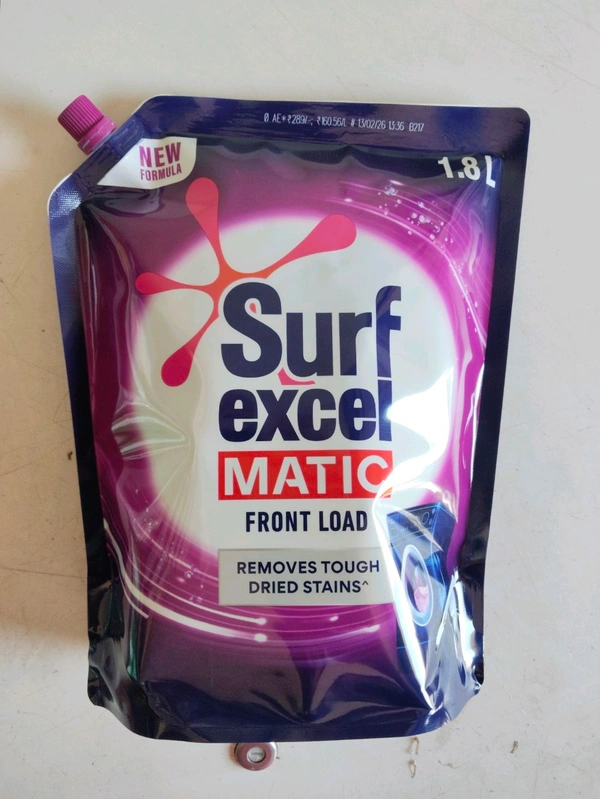 0 AE*₹289/-; ₹160.56/L # 13/02/26 13:36 B217
NEW
FORMULA
1.8 L
Surf
excel
MATIC
FRONT LOAD
REMOVES TOUGH
DRIED STAINS^